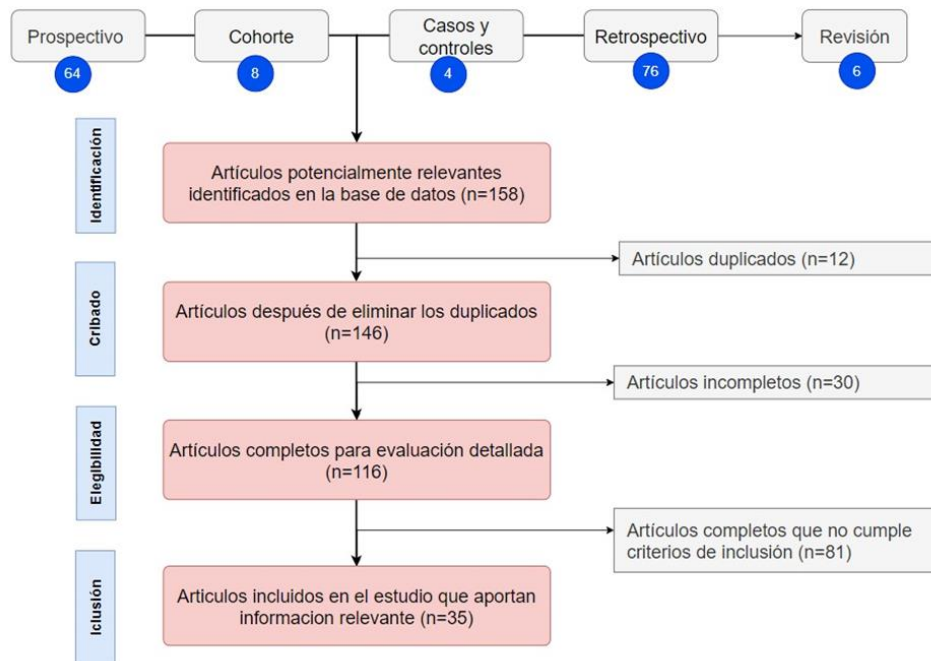 Prospectivo
Cohorte
Casos y
controles
Retrospectivo
Revisión
64
8
4
76
6
Identificación
Artículos potencialmente relevantes
identificados en la base de datos (n=158)
Artículos duplicados (n=12)
Cribado
Artículos después de eliminar los duplicados
(n=146)
Artículos incompletos (n=30)
Elegibilidad
Artículos completos para evaluación detallada
(n=116)
Artículos completos que no cumple
criterios de inclusión (n=81)
Iclusión
Articulos incluidos en el estudio que aportan
informacion relevante (n=35)